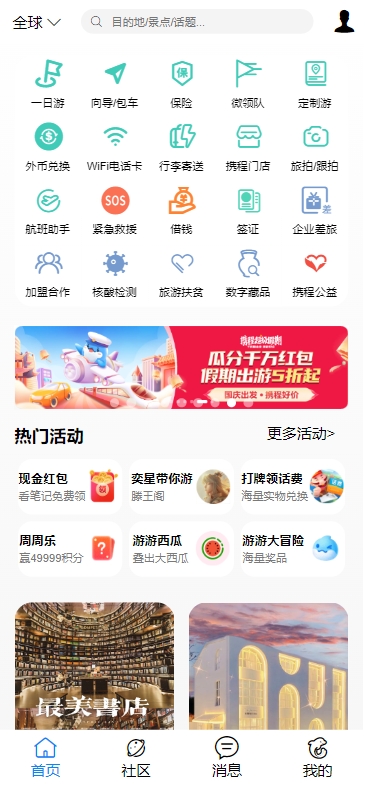 全球
目的地/景点/话题...
一日游 向导/包车 保险 微领队 定制游
外币兑换 WiFi电话卡 行李寄送 携程门店 旅拍/跟拍
SOS 差
航班助手 紧急救援 借钱 签证 企业差旅
加盟合作 核酸检测 旅游扶贫 数字藏品 携程公益
瓜分千万红包
假期出游5折起
国庆出发·携程好价
热门活动 更多活动>
现金红包 奕星带你游 打牌领话费
看笔记免费领 滕王阁 海量实物兑换
周周乐 游游西瓜 游游大冒险
赢49999积分 叠出大西瓜 海量奖品
最美書店
首页 社区 消息 我的